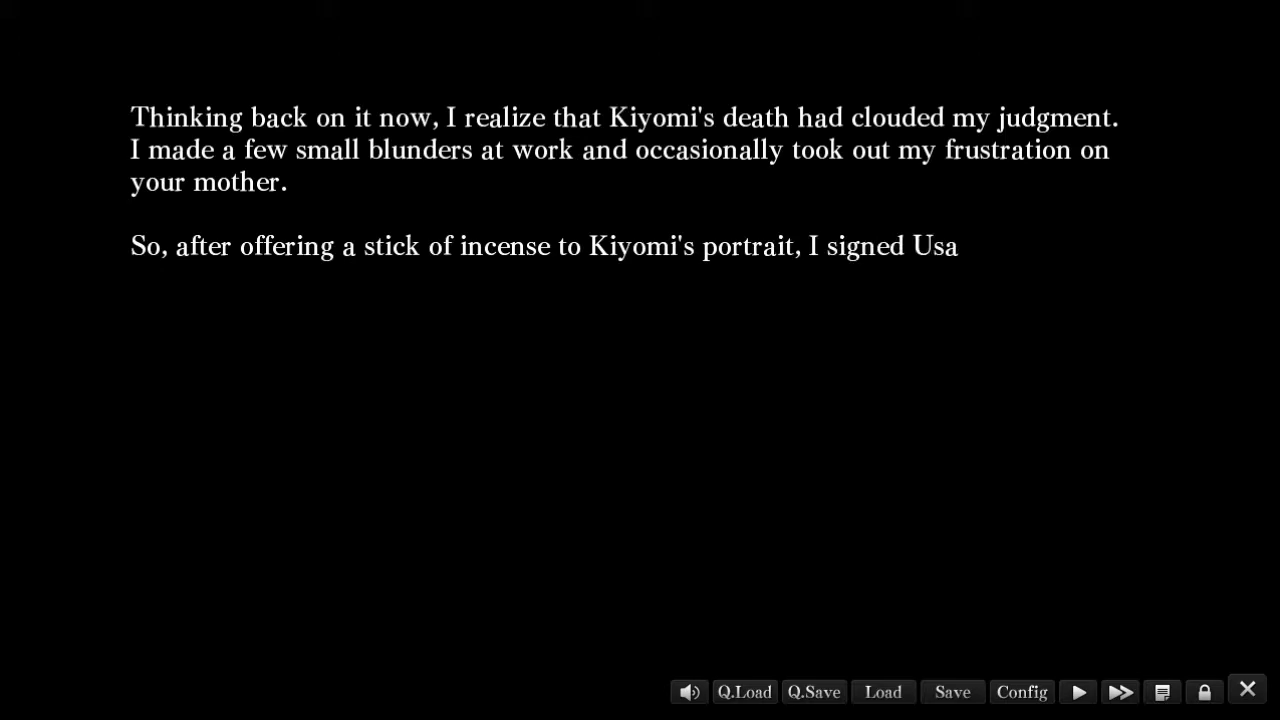 Thinking back on it now, I realize that Kiyomi's death had clouded my judgment.
I made a few small blunders at work and occasionally took out my frustration on
your mother.
So, after offering a stick of incense to Kiyomi's portrait, I signed Usa
Q.Load Q.Save Load Save Config